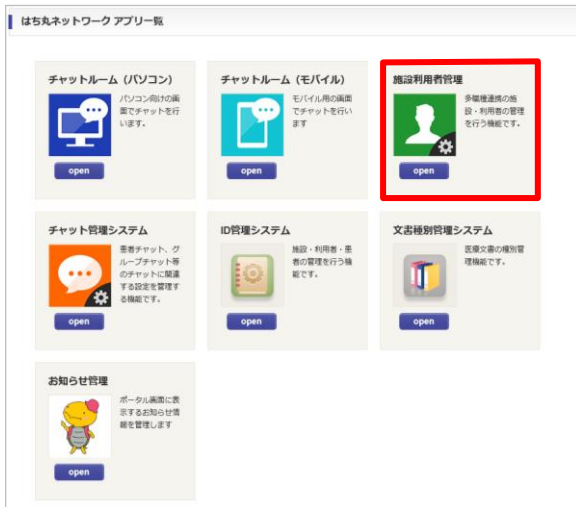 はち丸ネットワーク アプリ一覧
チャットルーム（パソコン）
パソコン向けの画
面でチャットを行
います。
open
チャットルーム（モバイル）
モバイル用の画面
でチャットを行い
ます
open
施設利用者管理
多職種連携の施
設・利用者の管理
を行う機能です。
open
チャット管理システム
患者チャット、グ
ループチャット等
のチャットに関連
する設定を管理す
る機能です。
open
ID管理システム
施設・利用者・患
者の管理を行う機
能です。
open
文書種別管理システム
医療文書の種別管
理機能です。
open
お知らせ管理
ポータル画面に表
示するお知らせ情
報を管理します
open